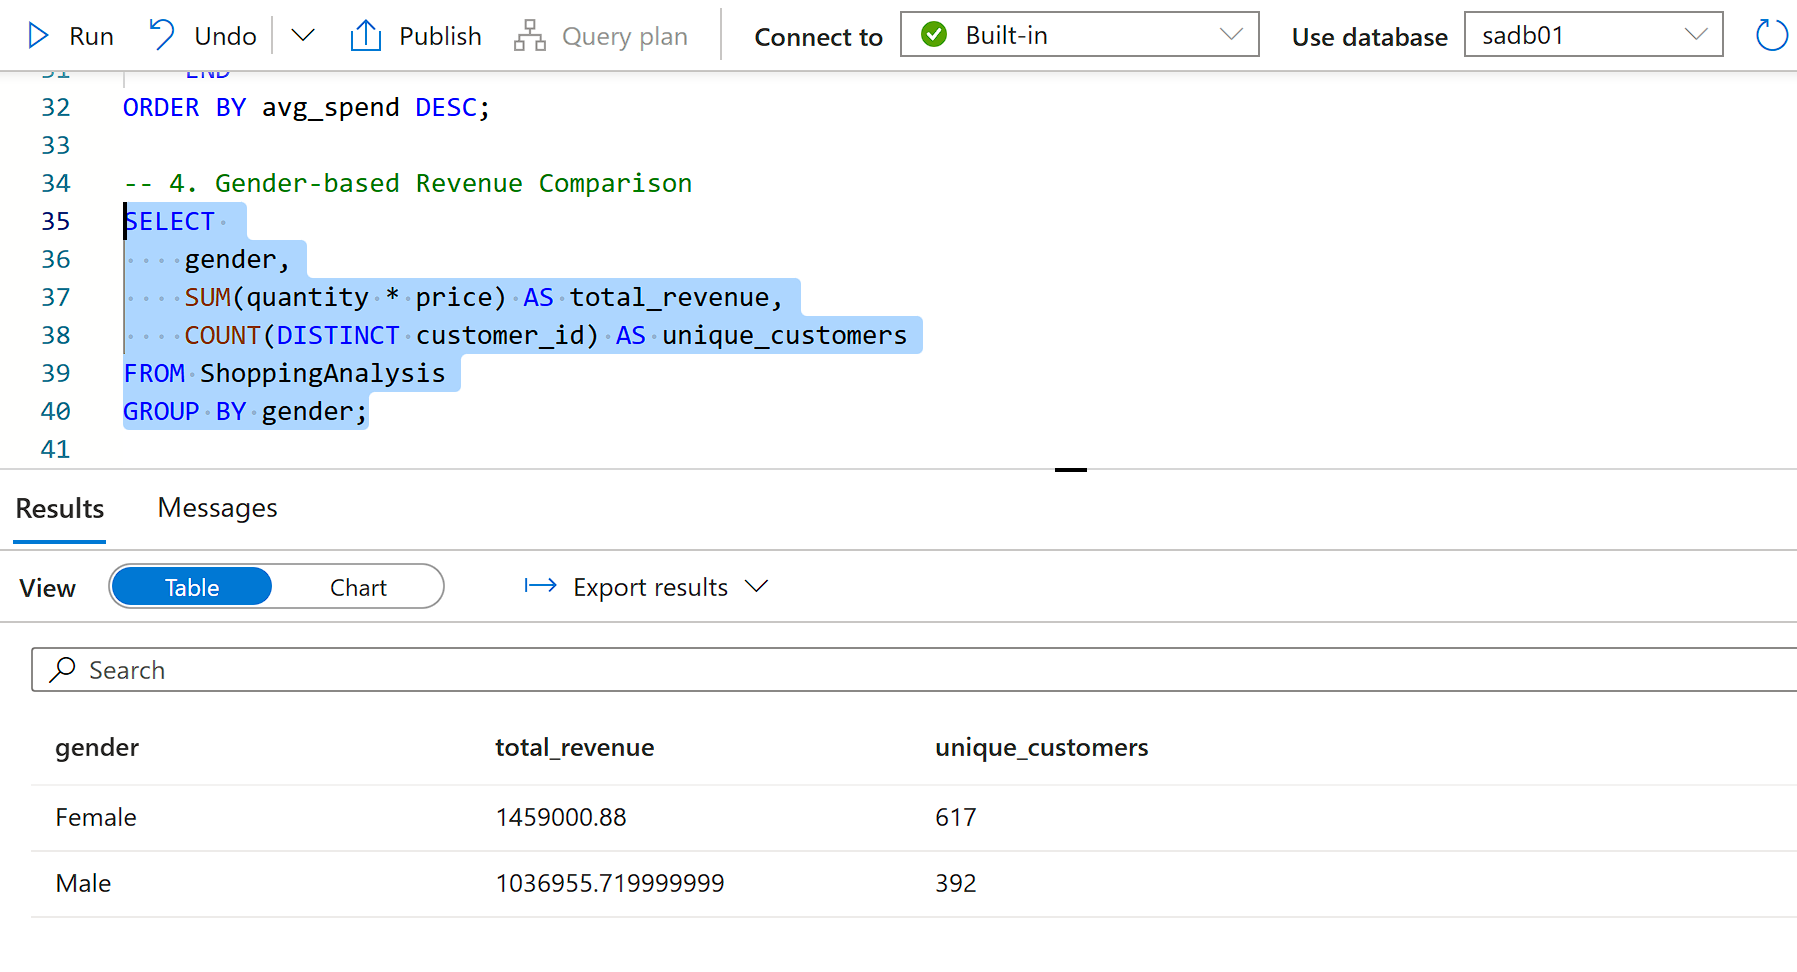 Run Undo Publish Query plan Connect to Built-in Use database sadb01
31 END
32 ORDER BY avg_spend DESC;
33
34 -- 4. Gender-based Revenue Comparison
35 SELECT
36 gender,
37 SUM(quantity * price) AS total_revenue,
38 COUNT(DISTINCT customer_id) AS unique_customers
39 FROM ShoppingAnalysis
40 GROUP BY gender;
41
Results Messages
View Table Chart Export results
Search
gender total_revenue unique_customers
Female 1459000.88 617
Male 1036955.719999999 392